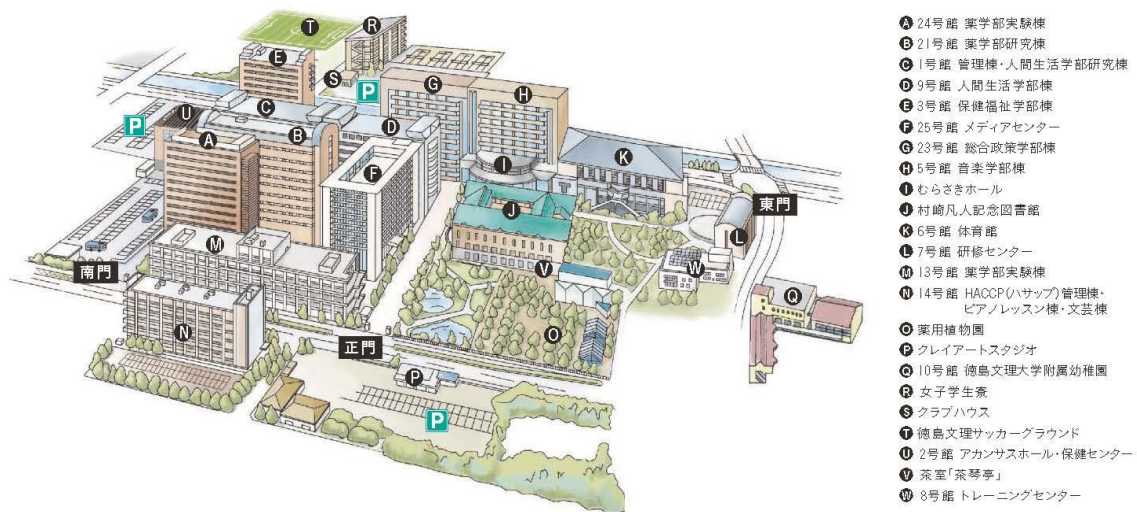 T
R
E
S
P
G
H
C
U
P
B
D
A
I
K
F
J
東門
L
M
V
W
南門
Q
N
O
正門
P
P
A 24号館 薬学部実験棟
B 21号館 薬学部研究棟
C 1号館 管理棟・人間生活学部研究棟
D 9号館 人間生活学部棟
E 3号館 保健福祉学部棟
F 25号館 メディアセンター
G 23号館 総合政策学部棟
H 5号館 音楽学部棟
I むらさきホール
J 村崎凡人記念図書館
K 6号館 体育館
L 7号館 研修センター
M 13号館 薬学部実験棟
N 14号館 HACCP(ハサップ)管理棟・
ピアノレッスン棟・文芸棟
O 薬用植物園
P クレイアートスタジオ
Q 10号館 徳島文理大学附属幼稚園
R 女子学生寮
S クラブハウス
T 徳島文理サッカーグラウンド
U 2号館 アカンサスホール・保健センター
V 茶室「茶琴亭」
W 8号館 トレーニングセンター